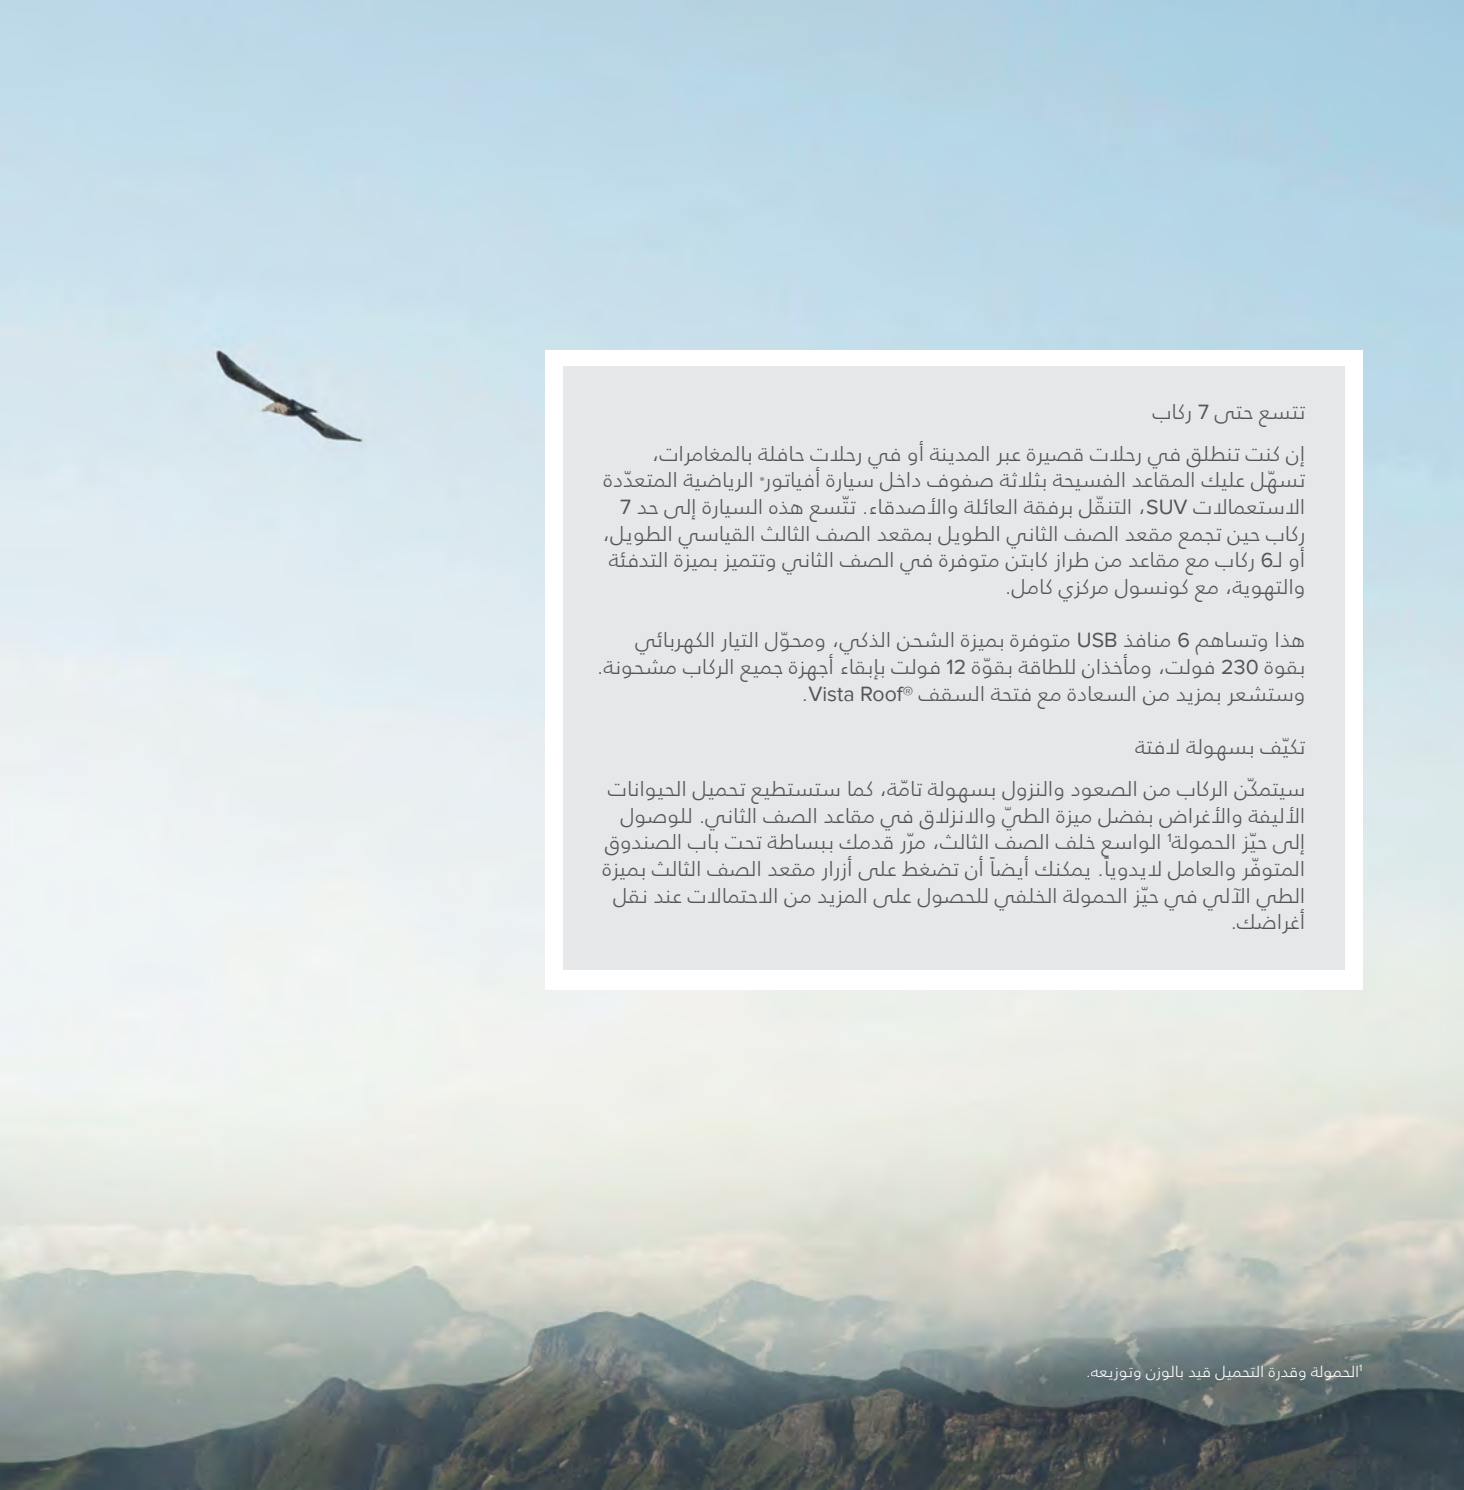 تتسع حتى 7 ركاب
إن كنت تنطلق في رحلات قصيرة عبر المدينة أو في رحلات حافلة بالمغامرات،
تسهّل عليك المقاعد الفسيحة بثلاثة صفوف داخل سيارة أفياتور® الرياضية المتعدّدة
الاستعمالات SUV، التنقّل برفقة العائلة والأصدقاء. تتّسع هذه السيارة إلى حد 7
ركاب حين تجمع مقعد الصف الثاني الطويل بمقعد الصف الثالث القياسي الطويل،
أو لـ6 ركاب مع مقاعد من طراز كابتن متوفرة في الصف الثاني وتتميز بميزة التدفئة
والتهوية، مع كونسول مركزي كامل.
هذا وتساهم 6 منافذ USB متوفرة بميزة الشحن الذكي، ومحوّل التيار الكهربائي
بقوة 230 فولت، ومأخذان للطاقة بقوّة 12 فولت بإبقاء أجهزة جميع الركاب مشحونة.
وستشعر بمزيد من السعادة مع فتحة السقف Vista Roof®.
تكيّف بسهولة لافتة
سيتمكّن الركاب من الصعود والنزول بسهولة تامّة، كما ستستطيع تحميل الحيوانات
الأليفة والأغراض بفضل ميزة الطيّ والانزلاق في مقاعد الصف الثاني. للوصول
إلى حيّز الحمولة¹ الواسع خلف الصف الثالث، مرّر قدمك ببساطة تحت باب الصندوق
المتوفّر والعامل لايدوياً. يمكنك أيضاً أن تضغط على أزرار مقعد الصف الثالث بميزة
الطي الآلي في حيّز الحمولة الخلفي للحصول على المزيد من الاحتمالات عند نقل
أغراضك.
¹الحمولة وقدرة التحميل قيد بالوزن وتوزيعه.